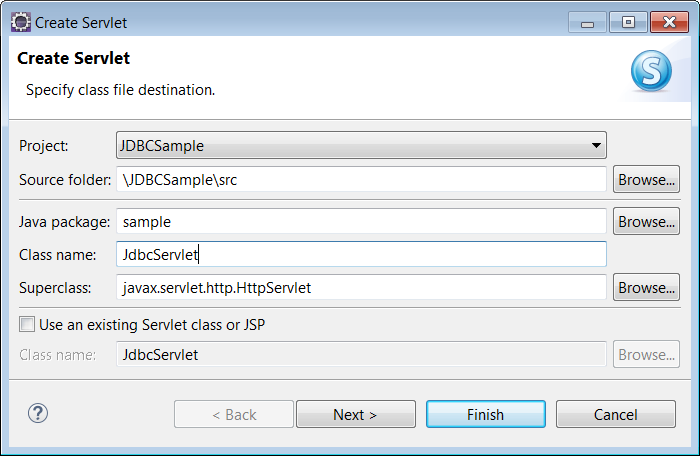 Create Servlet
Create Servlet
Specify class file destination.
Project: JDBCSample
Source folder: \JDBCSample\src Browse...
Java package: sample Browse...
Class name: JdbcServlet
Superclass: javax.servlet.http.HttpServlet Browse...
Use an existing Servlet class or JSP
Class name: JdbcServlet Browse...
? < Back Next > Finish Cancel